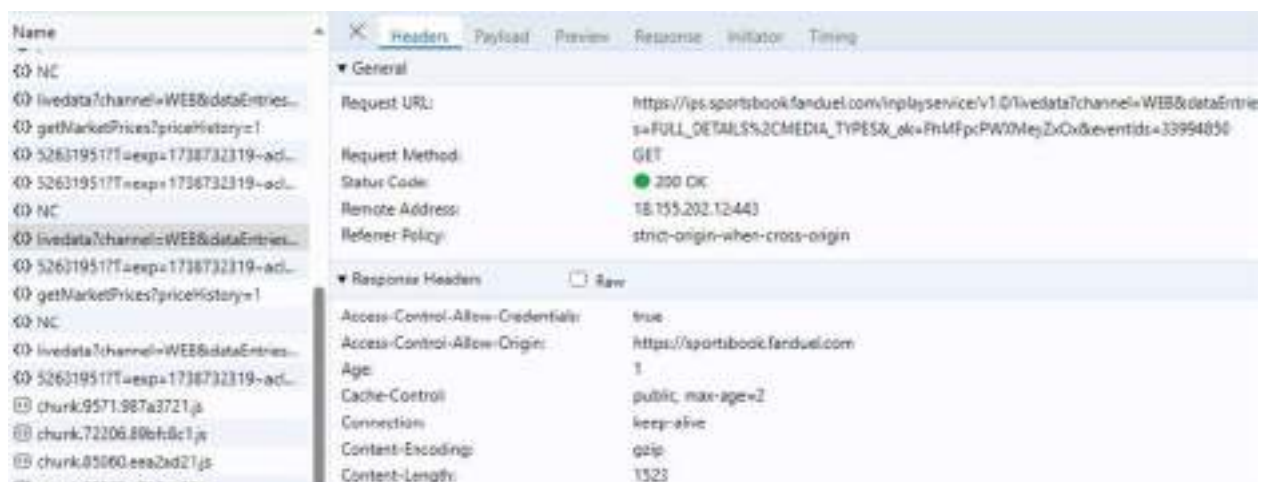 Name
NC
livedata?channel=WEB&dataEntries...
getMarketPrices?priceHistory=1
52631951?T=exp=1738732319~acl...
52631951?T=exp=1738732319~acl...
NC
livedata?channel=WEB&dataEntries...
52631951?T=exp=1738732319~acl...
getMarketPrices?priceHistory=1
NC
livedata?channel=WEB&dataEntries...
52631951?T=exp=1738732319~acl...
chunk.9571.987a3721.js
chunk.72206.89bfc8c1.js
chunk.85060.eea2ad21.js
Headers Payload Preview Response Initiator Timing
General
Request URL: https://ips.sportsbook.fanduel.com/inplayservice/v1.0/livedata?channel=WEB&dataEntrie
s=FULL_DETAILS%2CMEDIA_TYPES&_ak=FhMFpcPWXMeyZxOx&eventIds=33994850
Request Method: GET
Status Code: 200 OK
Remote Address: 18.155.202.12:443
Referrer Policy: strict-origin-when-cross-origin
Response Headers Raw
Access-Control-Allow-Credentials: true
Access-Control-Allow-Origin: https://sportsbook.fanduel.com
Age: 1
Cache-Control: public, max-age=2
Connection: keep-alive
Content-Encoding: gzip
Content-Length: 1523